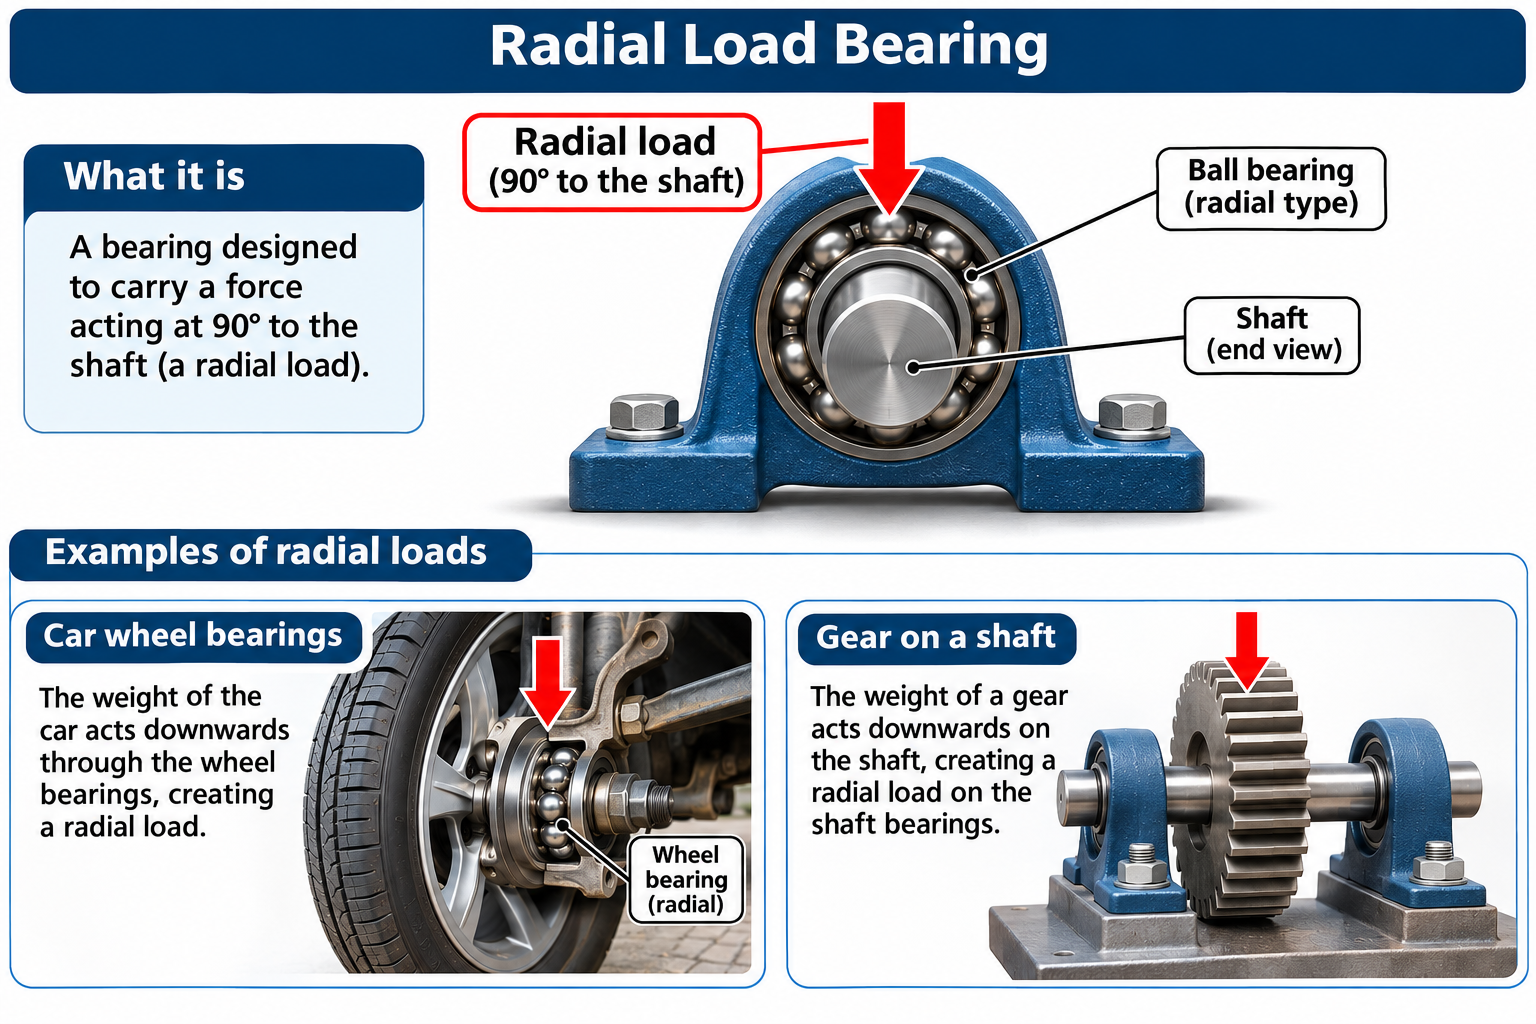 Radial Load Bearing
What it is
A bearing designed
to carry a force
acting at 90° to the
shaft (a radial load).
Radial load
(90° to the shaft)
Ball bearing
(radial type)
Shaft
(end view)
Examples of radial loads
Car wheel bearings
The weight of the
car acts downwards
through the wheel
bearings, creating
a radial load.
Wheel
bearing
(radial)
Gear on a shaft
The weight of a gear
acts downwards on
the shaft, creating a
radial load on the
shaft bearings.